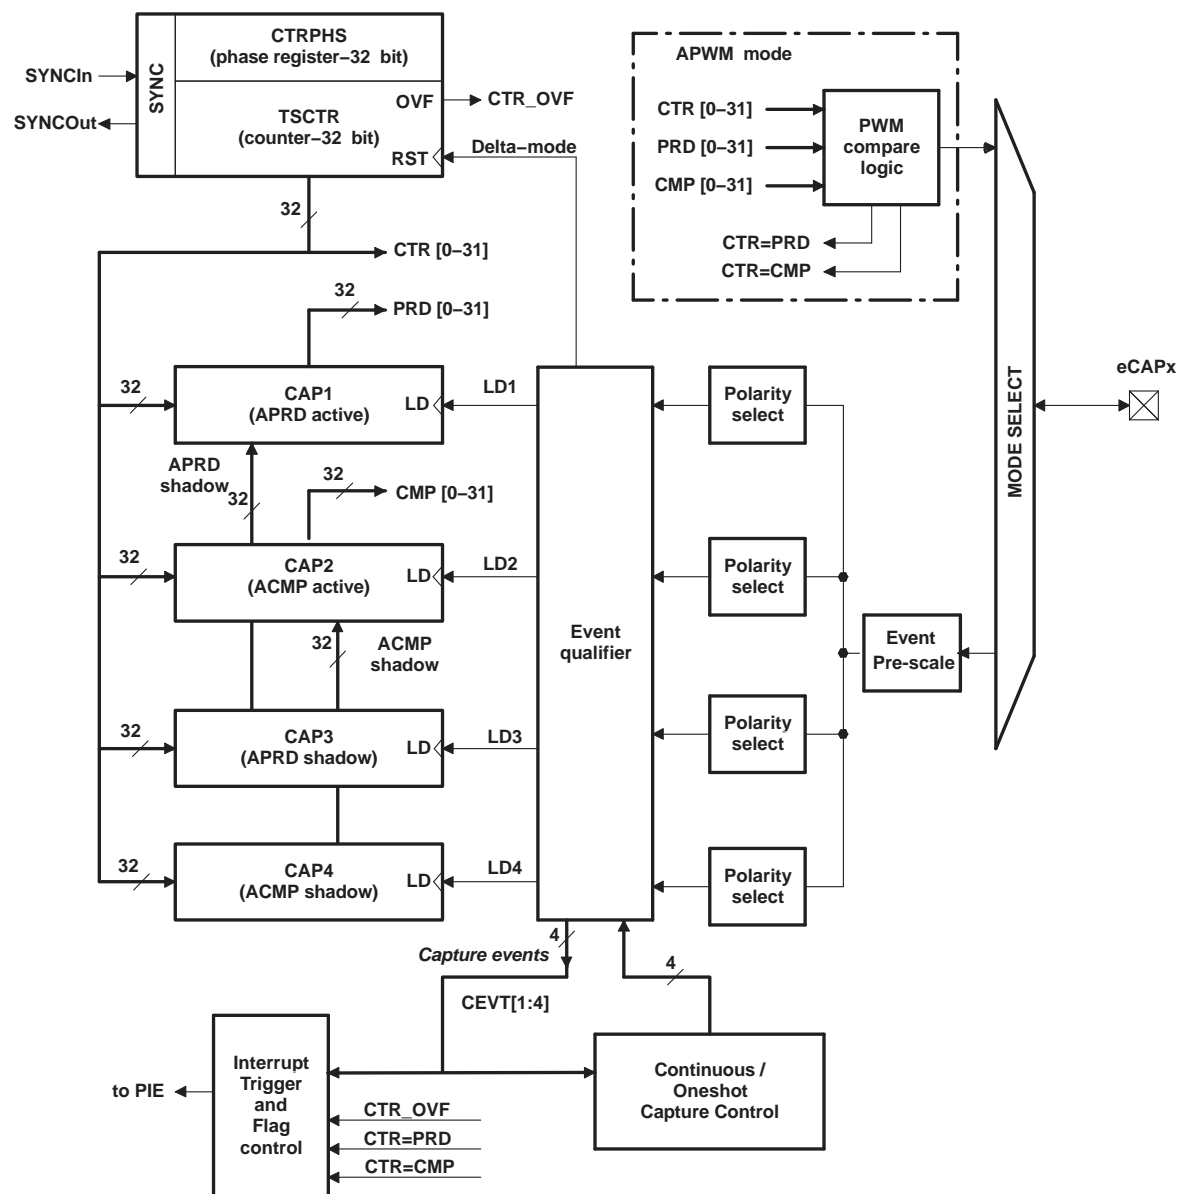 CTRPHS
(phase register−32 bit)
SYNC
SYNCIn
SYNCOut
TSCTR
(counter−32 bit)
OVF
CTR_OVF
RST
Delta−mode
32
CTR [0−31]
32
PRD [0−31]
APWM mode
CTR [0−31]
PRD [0−31]
CMP [0−31]
PWM
compare
logic
CTR=PRD
CTR=CMP
MODE SELECT
eCAPx
32
CAP1
(APRD active)
LD
LD1
Polarity
select
APRD
shadow
32
32
CMP [0−31]
32
CAP2
(ACMP active)
LD
LD2
Polarity
select
32
ACMP
shadow
Event
qualifier
Event
Pre-scale
32
CAP3
(APRD shadow)
LD
LD3
Polarity
select
32
CAP4
(ACMP shadow)
LD
LD4
Polarity
select
4
Capture events
4
CEVT[1:4]
Interrupt
Trigger
and
Flag
control
to PIE
CTR_OVF
CTR=PRD
CTR=CMP
Continuous /
Oneshot
Capture Control